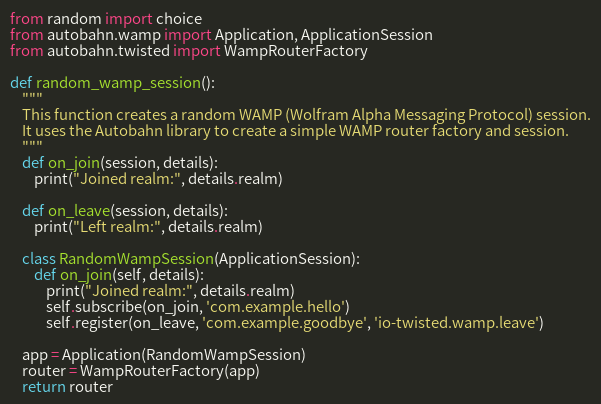 from random import choice
from autobahn.wamp import Application, ApplicationSession
from autobahn.twisted import WampRouterFactory

def random_wamp_session():
    """
    This function creates a random WAMP (Wolfram Alpha Messaging Protocol) session.
    It uses the Autobahn library to create a simple WAMP router factory and session.
    """
    def on_join(session, details):
        print("Joined realm:", details.realm)

    def on_leave(session, details):
        print("Left realm:", details.realm)

    class RandomWampSession(ApplicationSession):
        def on_join(self, details):
            print("Joined realm:", details.realm)
            self.subscribe(on_join, 'com.example.hello')
            self.register(on_leave, 'com.example.goodbye', 'io-twisted.wamp.leave')

    app = Application(RandomWampSession)
    router = WampRouterFactory(app)
    return router